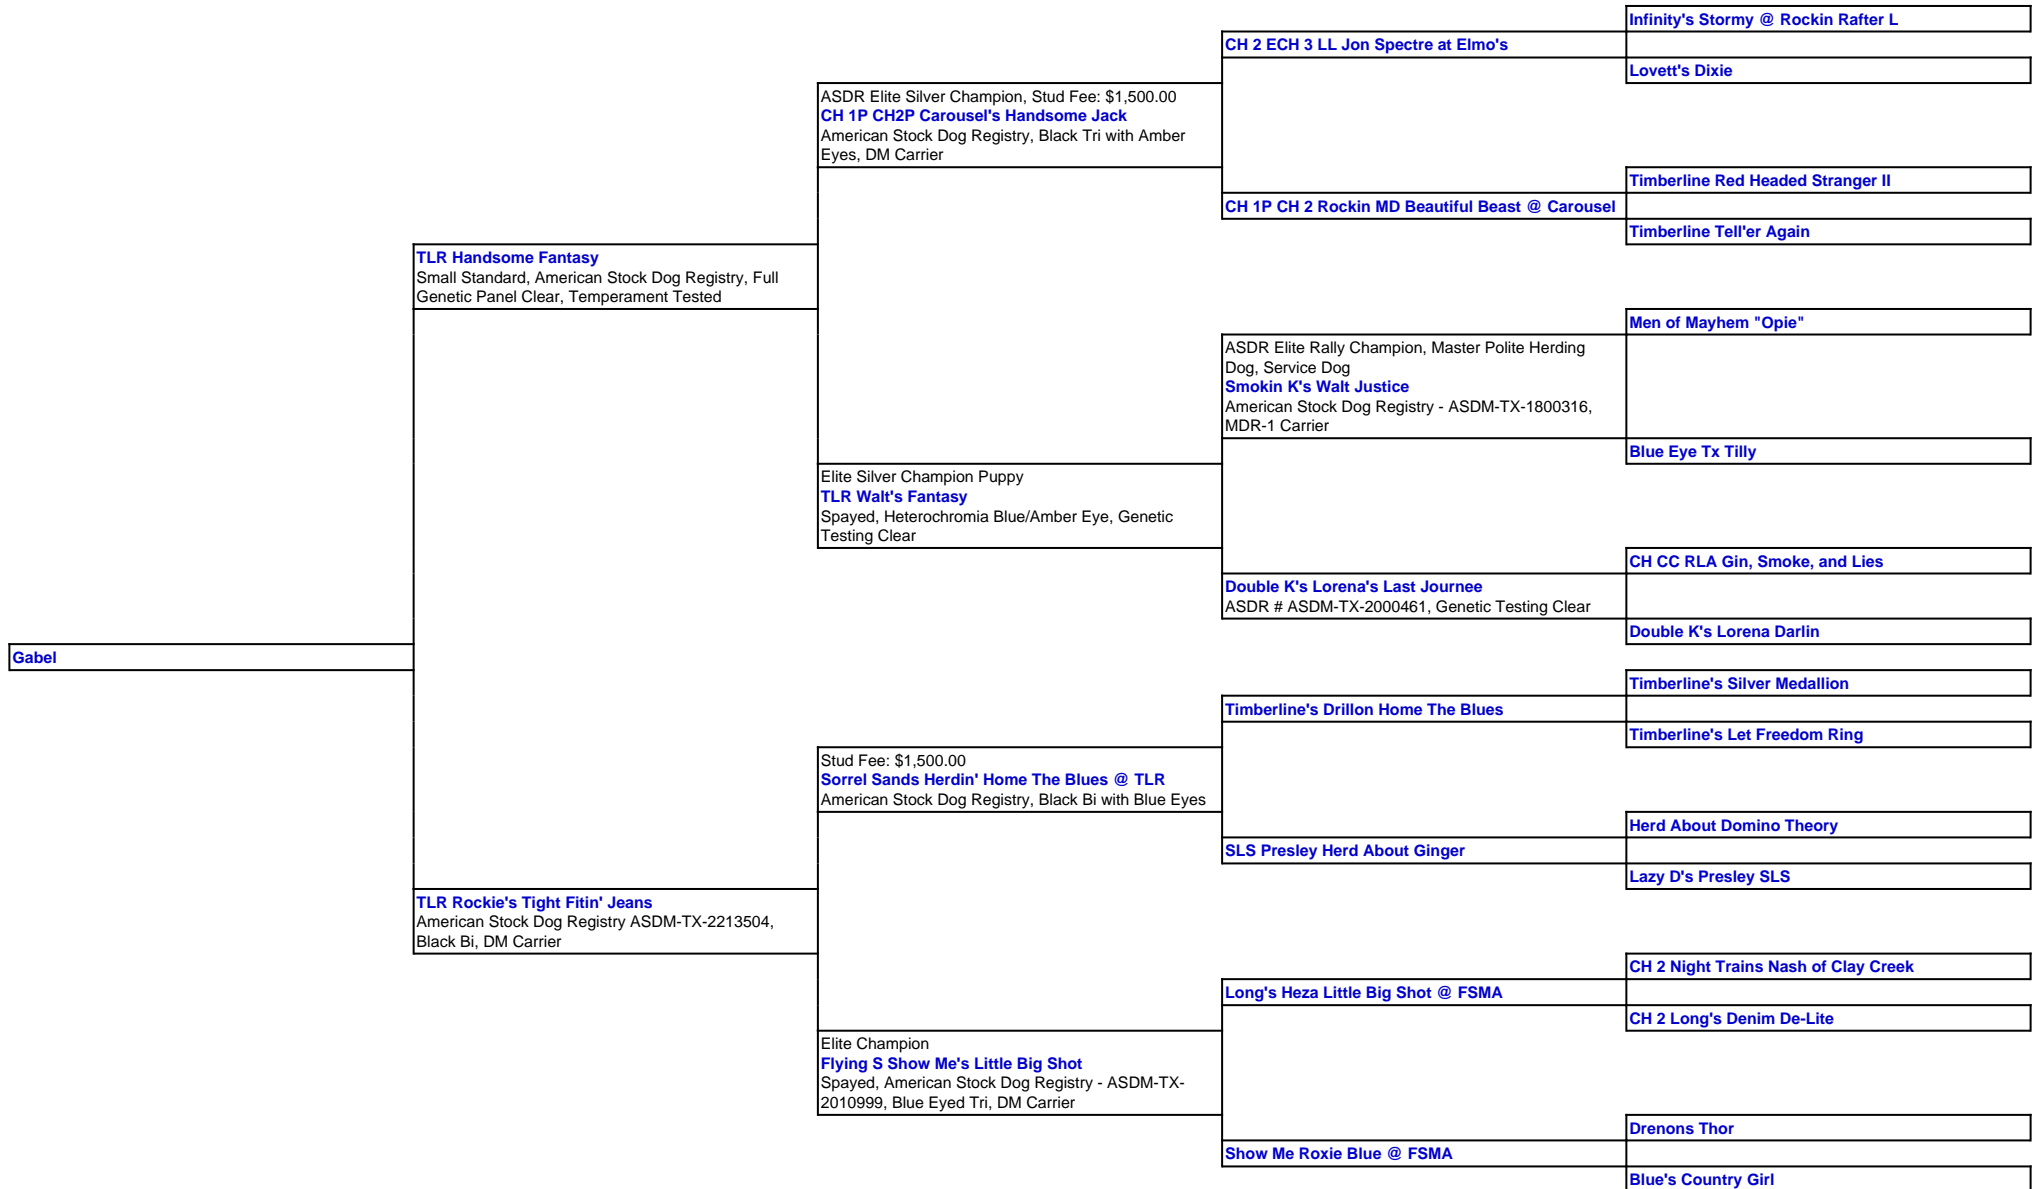 Infinity's Stormy @ Rockin Rafter L
CH 2 ECH 3 LL Jon Spectre at Elmo's
Lovett's Dixie
ASDR Elite Silver Champion, Stud Fee: $1,500.00
CH 1P CH2P Carousel's Handsome Jack
American Stock Dog Registry, Black Tri with Amber
Eyes, DM Carrier
Timberline Red Headed Stranger II
CH 1P CH 2 Rockin MD Beautiful Beast @ Carousel
Timberline Tell'er Again
TLR Handsome Fantasy
Small Standard, American Stock Dog Registry, Full
Genetic Panel Clear, Temperament Tested
Men of Mayhem "Opie"
ASDR Elite Rally Champion, Master Polite Herding
Dog, Service Dog
Smokin K's Walt Justice
American Stock Dog Registry - ASDM-TX-1800316,
MDR-1 Carrier
Blue Eye Tx Tilly
Elite Silver Champion Puppy
TLR Walt's Fantasy
Spayed, Heterochromia Blue/Amber Eye, Genetic
Testing Clear
CH CC RLA Gin, Smoke, and Lies
Double K's Lorena's Last Journee
ASDR # ASDM-TX-2000461, Genetic Testing Clear
Double K's Lorena Darlin
Gabel
Timberline's Silver Medallion
Timberline's Drillon Home The Blues
Timberline's Let Freedom Ring
Stud Fee: $1,500.00
Sorrel Sands Herdin' Home The Blues @ TLR
American Stock Dog Registry, Black Bi with Blue Eyes
Herd About Domino Theory
SLS Presley Herd About Ginger
Lazy D's Presley SLS
TLR Rockie's Tight Fitin' Jeans
American Stock Dog Registry ASDM-TX-2213504,
Black Bi, DM Carrier
CH 2 Night Trains Nash of Clay Creek
Long's Heza Little Big Shot @ FSMA
CH 2 Long's Denim De-Lite
Elite Champion
Flying S Show Me's Little Big Shot
Spayed, American Stock Dog Registry - ASDM-TX-
2010999, Blue Eyed Tri, DM Carrier
Drenons Thor
Show Me Roxie Blue @ FSMA
Blue's Country Girl